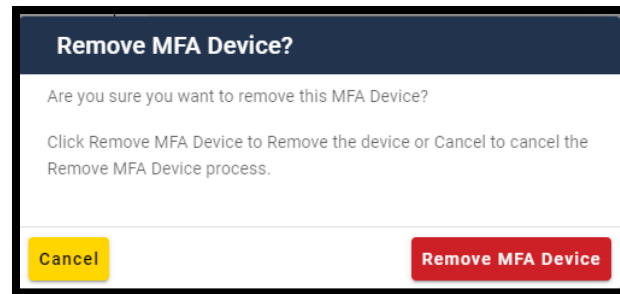 Remove MFA Device?
Are you sure you want to remove this MFA Device?
Click Remove MFA Device to Remove the device or Cancel to cancel the
Remove MFA Device process.
Cancel
Remove MFA Device